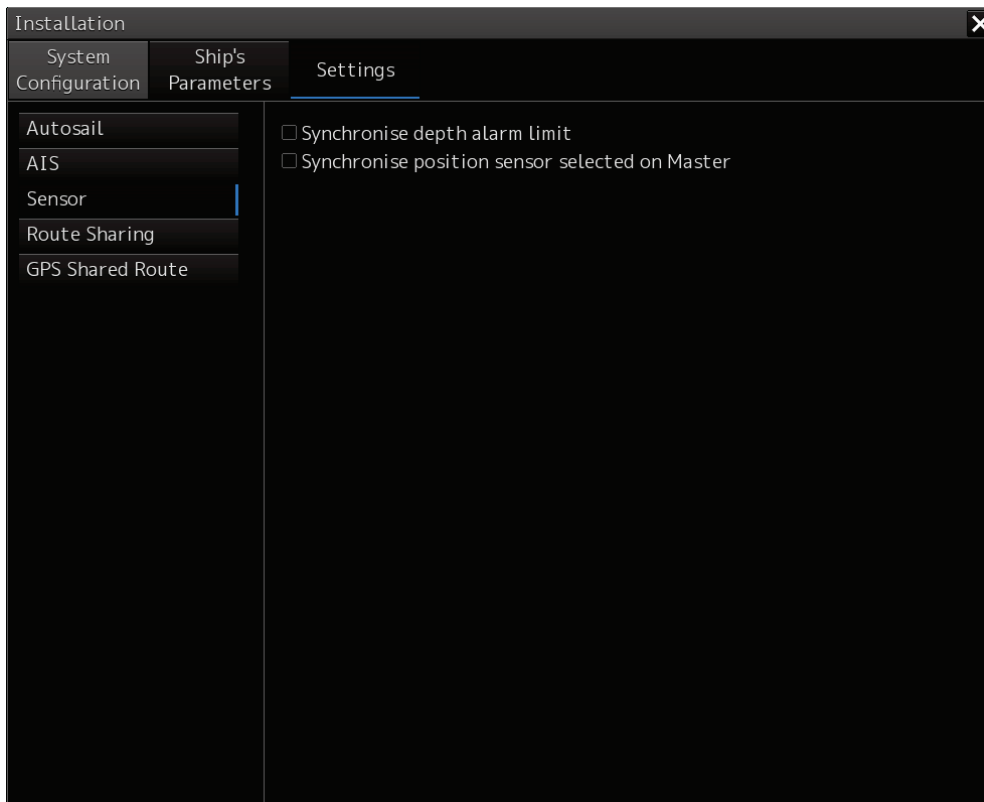 Installation
System Configuration
Ship's Parameters
Settings
Autosail
AIS
Sensor
Route Sharing
GPS Shared Route
Synchronise depth alarm limit
Synchronise position sensor selected on Master